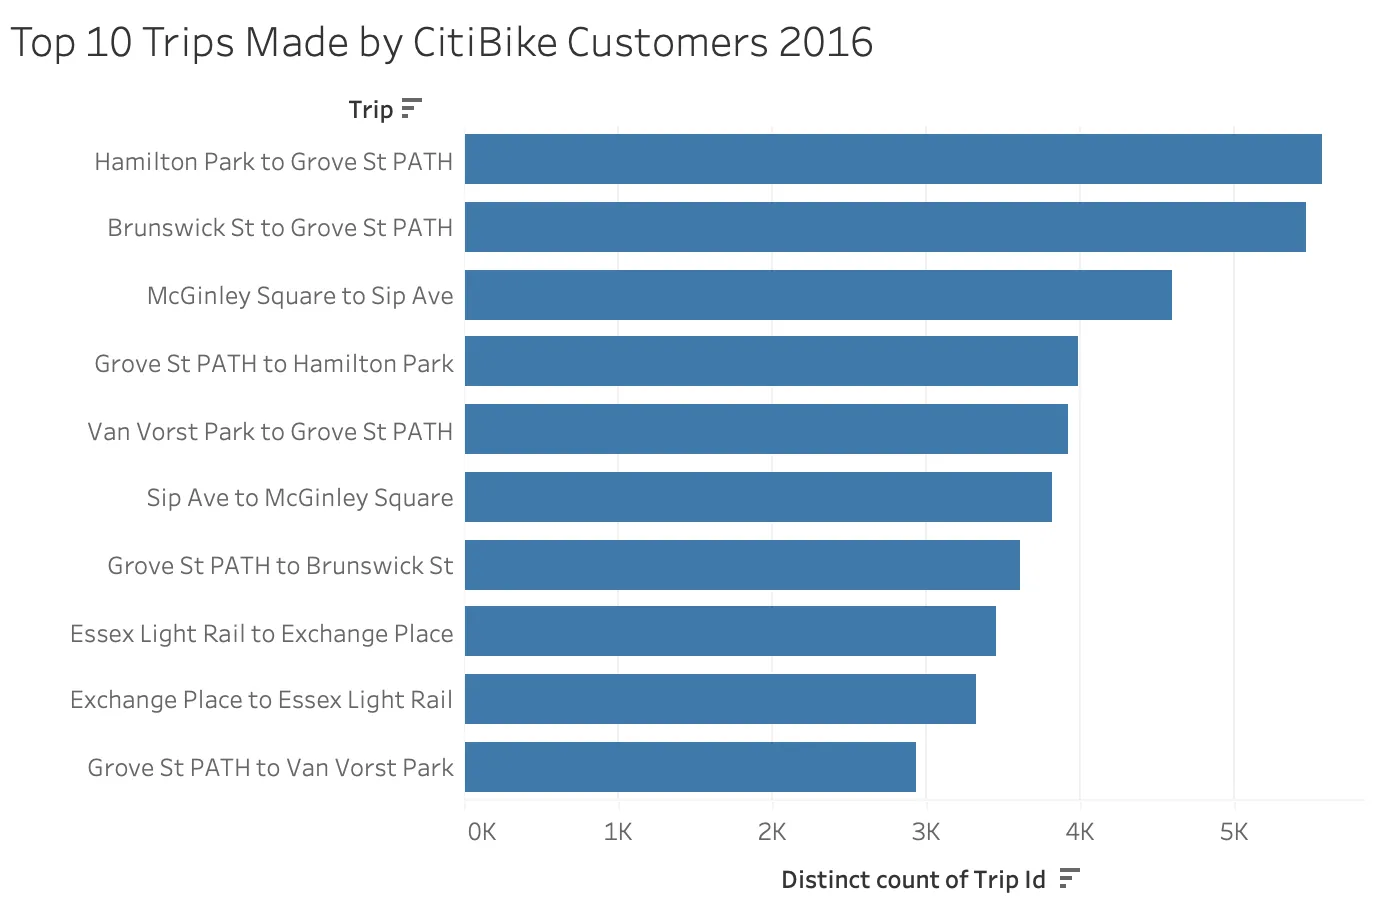 Top 10 Trips Made by CitiBike Customers 2016
Trip
Hamilton Park to Grove St PATH
Brunswick St to Grove St PATH
McGinley Square to Sip Ave
Grove St PATH to Hamilton Park
Van Vorst Park to Grove St PATH
Sip Ave to McGinley Square
Grove St PATH to Brunswick St
Essex Light Rail to Exchange Place
Exchange Place to Essex Light Rail
Grove St PATH to Van Vorst Park
0K 1K 2K 3K 4K 5K
Distinct count of Trip Id